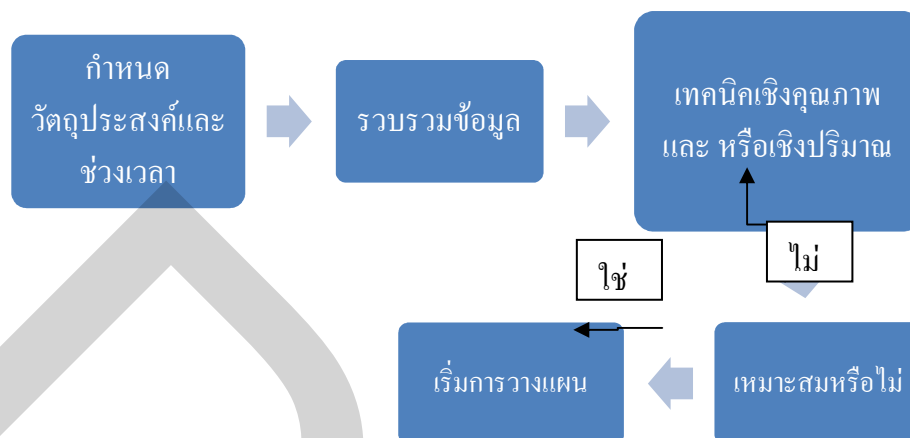 กำหนด
วัตถุประสงค์และ
ช่วงเวลา
รวบรวมข้อมูล
เทคนิคเชิงคุณภาพ
และ หรือเชิงปริมาณ
ใช่
ไม่
เริ่มการวางแผน
เหมาะสมหรือไม่